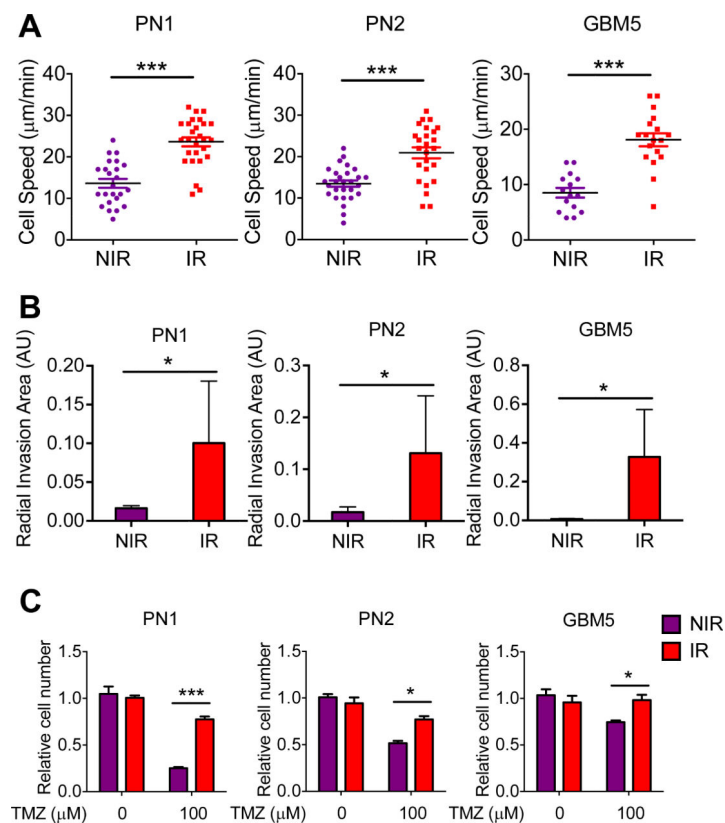 A
PN1
PN2
GBM5
Cell Speed (μm/min)
40
30
20
10
0
***
NIR
IR
Cell Speed (μm/min)
40
30
20
10
0
***
NIR
IR
Cell Speed (μm/min)
30
20
10
0
***
NIR
IR
B
PN1
PN2
GBM5
Radial Invasion Area (AU)
0.20
0.15
0.10
0.05
0.00
*
NIR
IR
Radial Invasion Area (AU)
0.3
0.2
0.1
0.0
*
NIR
IR
Radial Invasion Area (AU)
0.8
0.6
0.4
0.2
0.0
*
NIR
IR
C
PN1
PN2
GBM5
NIR
IR
Relative cell number
1.5
1.0
0.5
0.0
***
TMZ (μM)
0
100
Relative cell number
1.5
1.0
0.5
0.0
*
TMZ (μM)
0
100
Relative cell number
1.5
1.0
0.5
0.0
*
TMZ (μM)
0
100